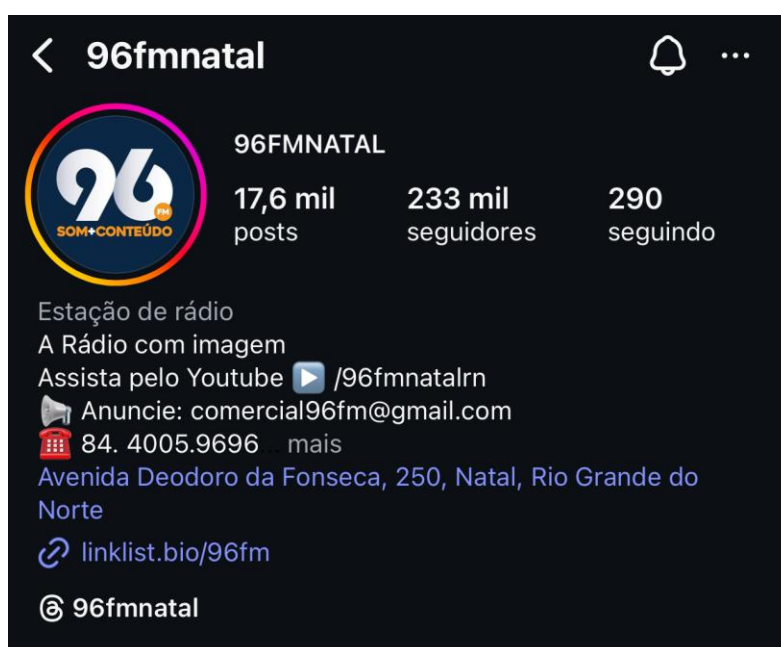 96fmnatal
96 FM
SOM+CONTEÚDO
96FMNATAL
17,6 mil posts
233 mil seguidores
290 seguindo
Estação de rádio
A Rádio com imagem
Assista pelo Youtube ▶️ /96fmnatalrn
📢 Anuncie: comercial96fm@gmail.com
☎️ 84. 4005.9696 .. mais
Avenida Deodoro da Fonseca, 250, Natal, Rio Grande do
Norte
linklist.bio/96fm
96fmnatal